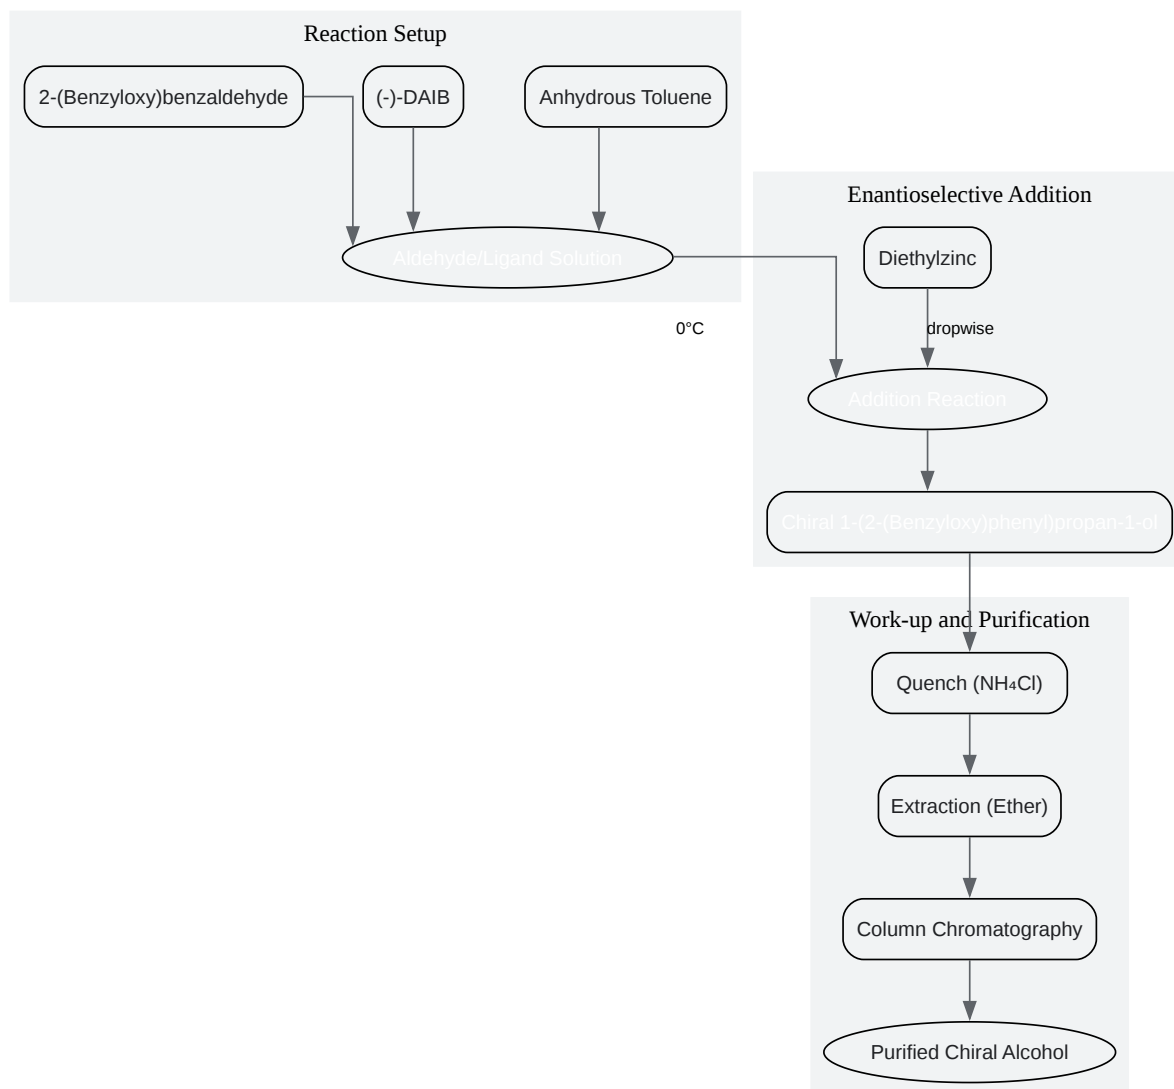 Reaction Setup
2-(Benzyloxy)benzaldehyde
(-)-DAIB
Anhydrous Toluene
Aldehyde/Ligand Solution
0°C
Enantioselective Addition
Diethylzinc
dropwise
Addition Reaction
Chiral 1-(2-(Benzyloxy)phenyl)propan-1-ol
Work-up and Purification
Quench (NH₄Cl)
Extraction (Ether)
Column Chromatography
Purified Chiral Alcohol